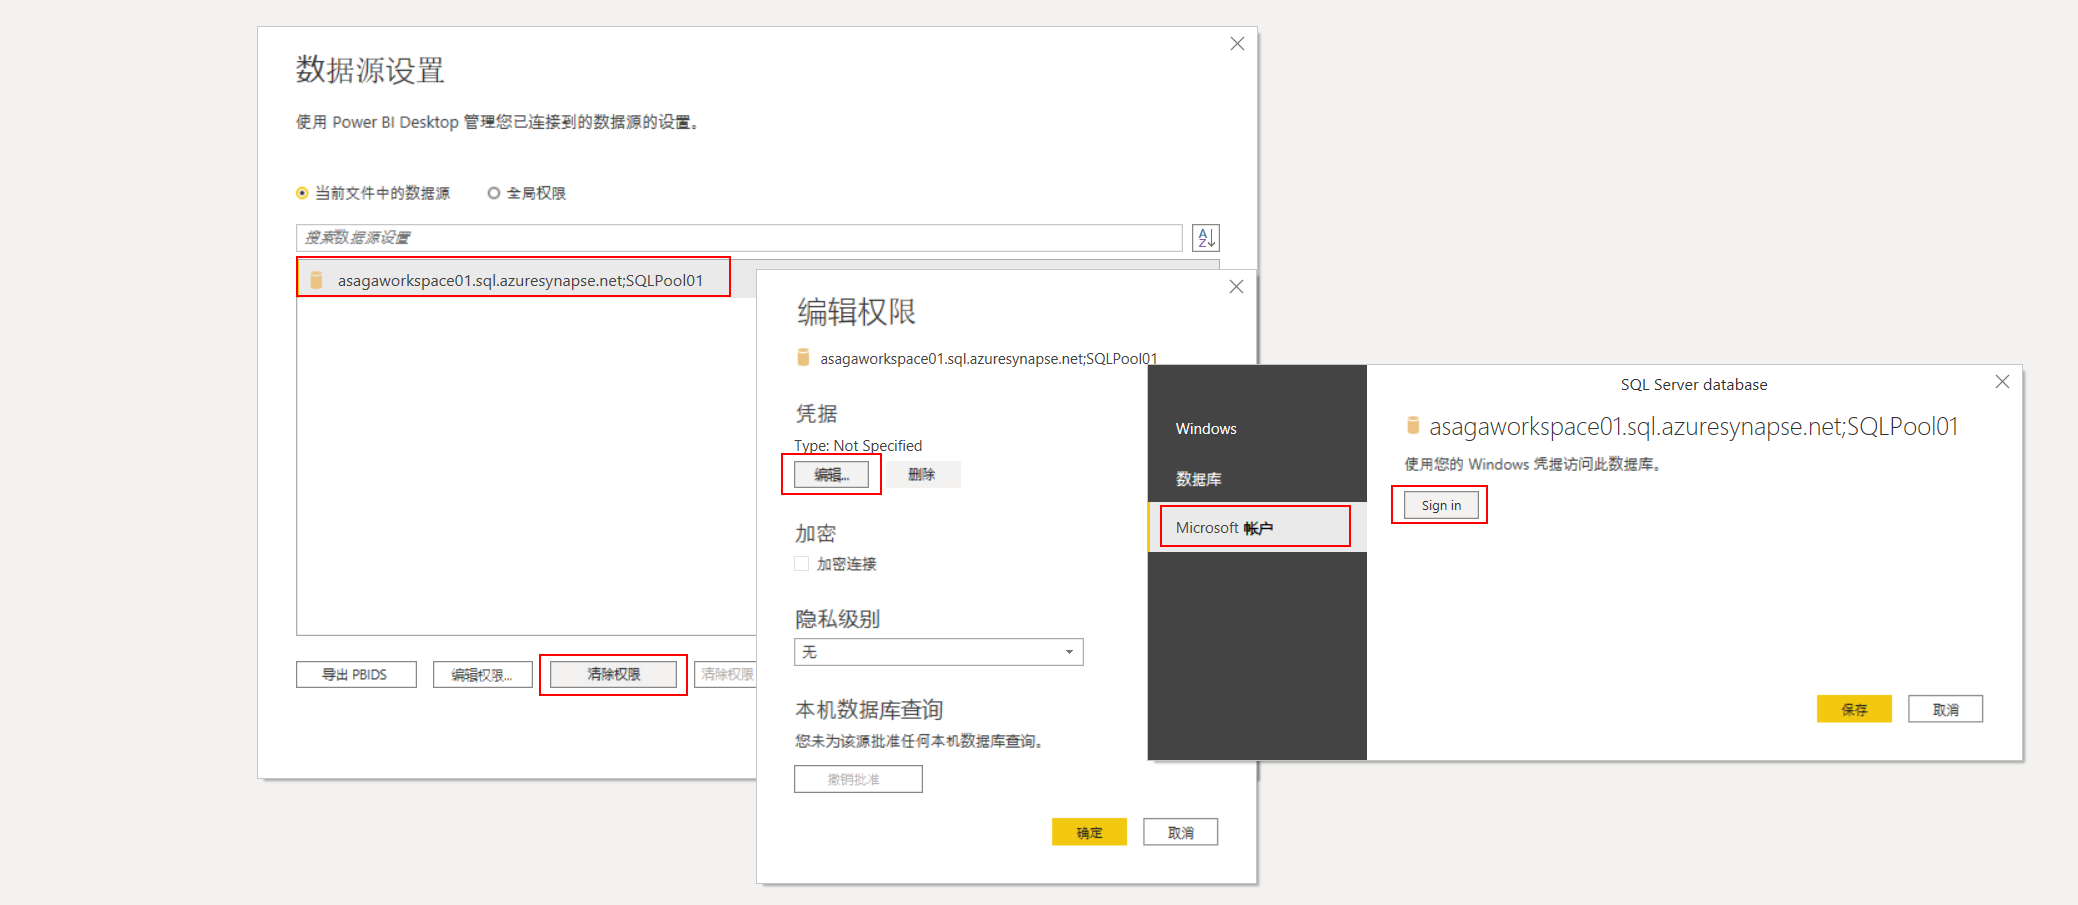 数据源设置
使用 Power BI Desktop 管理您已连接到的数据源的设置。
当前文件中的数据源
全局权限
搜索数据源设置
asagaworkspace01.sql.azuresynapse.net;SQLPool01
导出 PBIDS
编辑权限...
清除权限
清除权限
编辑权限
asagaworkspace01.sql.azuresynapse.net;SQLPool01
凭据
Type: Not Specified
编辑...
删除
加密
加密连接
隐私级别
无
本机数据库查询
您未为该源批准任何本机数据库查询。
撤销批准
确定
取消
Windows
数据库
Microsoft 帐户
SQL Server database
asagaworkspace01.sql.azuresynapse.net;SQLPool01
使用您的 Windows 凭据访问此数据库。
Sign in
保存
取消